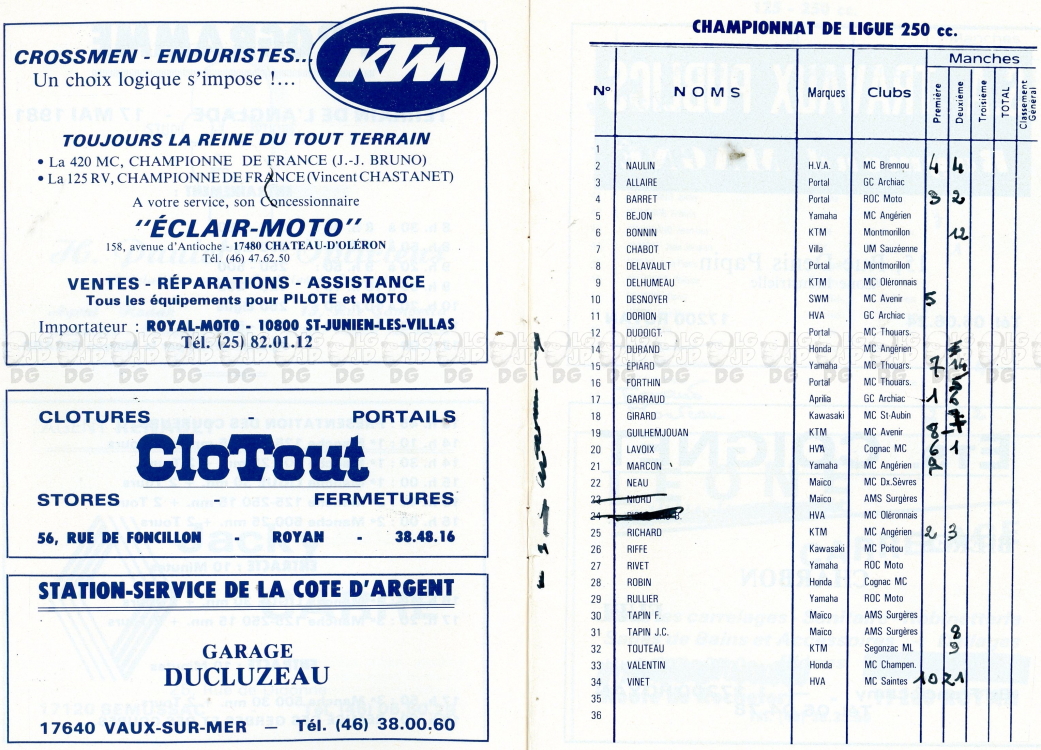 CROSSMEN - ENDURISTES...
Un choix logique s'impose !...
KTM
TOUJOURS LA REINE DU TOUT TERRAIN
• La 420 MC, CHAMPIONNE DE FRANCE (J.-J. BRUNO)
• La 125 RV, CHAMPIONNE DE FRANCE (Vincent CHASTANET)
A votre service, son Concessionnaire
"ÉCLAIR-MOTO"
158, avenue d'Antioche - 17480 CHATEAU-D'OLÉRON
Tél. (46) 47.62.50
VENTES - RÉPARATIONS - ASSISTANCE
Tous les équipements pour PILOTE et MOTO
Importateur : ROYAL-MOTO - 10800 ST-JUNIEN-LES-VILLAS
Tél. (25) 82.01.12
CLOTURES - PORTAILS
CloTout
STORES - FERMETURES
56, RUE DE FONCILLON - ROYAN - 38.48.16
STATION-SERVICE DE LA COTE D'ARGENT
GARAGE
DUCLUZEAU
17640 VAUX-SUR-MER — Tél. (46) 38.00.60
CHAMPIONNAT DE LIGUE 250 cc.
Manches
N° NOMS Marques Clubs Première Deuxième Troisième TOTAL Classement Général
1
2 NAULIN H.V.A. MC Brennou 4 4
3 ALLAIRE Portal GC Archiac
4 BARRET Portal ROC Moto 3 2
5 BEJON Yamaha MC Angérien
6 BONNIN KTM Montmorillon 12
7 CHABOT Villa UM Sauzéenne
8 DELAVAULT Portal Montmorillon
9 DELHUMEAU KTM MC Oléronnais
10 DESNOYER SWM MC Avenir 5
11 DORION HVA GC Archiac
12 DUDOIGT Portal MC Thouars.
14 DURAND Honda MC Angérien
15 ÉPIARD Yamaha MC Thouars. 7
16 FORTHIN Portal MC Thouars.
17 GARRAUD Aprilia GC Archiac 1 6
18 GIRARD Kawasaki MC St-Aubin
19 GUILHEMJOUAN KTM MC Avenir 8 7
20 LAVOIX HVA Cognac MC 6 1
21 MARCON Yamaha MC Angérien
22 NEAU Maïco MC Dx.Sèvres
23 NIORD Maïco AMS Surgères
24 HVA MC Oléronnais
25 RICHARD KTM MC Angérien 2 3
26 RIFFE Kawasaki MC Poitou
27 RIVET Yamaha ROC Moto
28 ROBIN Honda Cognac MC
29 RULLIER Yamaha ROC Moto
30 TAPIN F. Maïco AMS Surgères
31 TAPIN J.C. Maïco AMS Surgères 8
32 TOUTEAU KTM Segonzac ML 9
33 VALENTIN Honda MC Champen.
34 VINET HVA MC Saintes 10 21
35
36